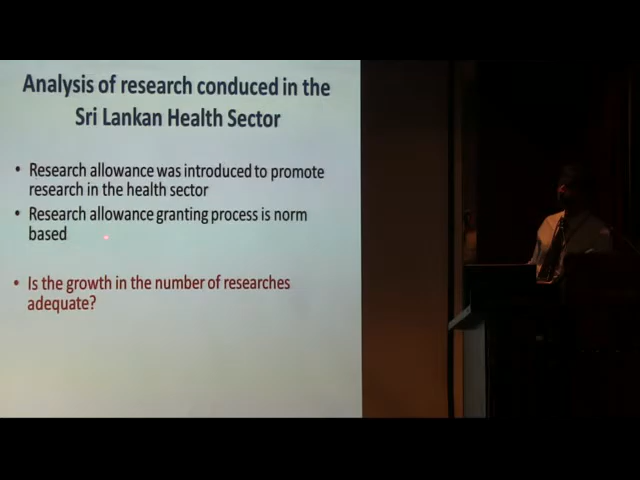 Analysis of research conduced in the
Sri Lankan Health Sector
• Research allowance was introduced to promote
research in the health sector
• Research allowance granting process is norm
based
• Is the growth in the number of researches
adequate?